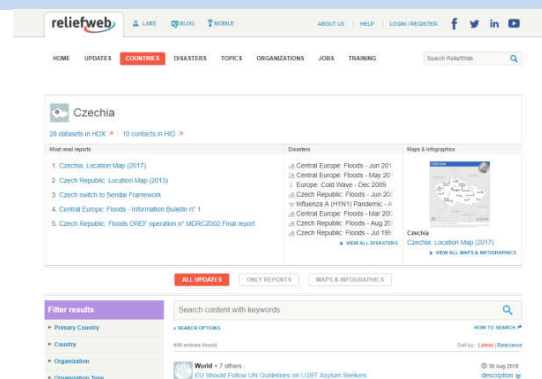 reliefweb LABS BLOG MOBILE ABOUT US | HELP | LOGIN / REGISTER
HOME UPDATES COUNTRIES DISASTERS TOPICS ORGANIZATIONS JOBS TRAINING Search ReliefWeb
Czechia
28 datasets in HDX 10 contacts in HID
Most read reports
1. Czechia: Location Map (2017)
2. Czech Republic: Location Map (2013)
3. Czech switch to Sendai Framework
4. Central Europe: Floods - Information Bulletin n° 1
5. Czech Republic: Floods DREF operation n° MDRCZ002 Final report
Disasters
Central Europe: Floods - Jun 201
Central Europe: Floods - May 20
Europe: Cold Wave - Dec 2009
Czech Republic: Floods - Jun 20
Influenza A (H1N1) Pandemic - A
Central Europe: Floods - Mar 20
Czech Republic: Floods - Aug 20
Czech Republic: Floods - Jul 199
VIEW ALL DISASTERS
Maps & Infographics
Czechia
Czechia: Location Map (2017)
VIEW ALL MAPS & INFOGRAPHICS
ALL UPDATES ONLY REPORTS MAPS & INFOGRAPHICS
Filter results
Primary Country
Country
Organisation
Organisation Type
Search content with keywords
SEARCH OPTIONS HOW TO SEARCH
entries found Sort by: Latest | Relevance
World + 7 others 30 Aug 2018
EU Should Follow UN Guidelines on LGBT Asylum Seekers description